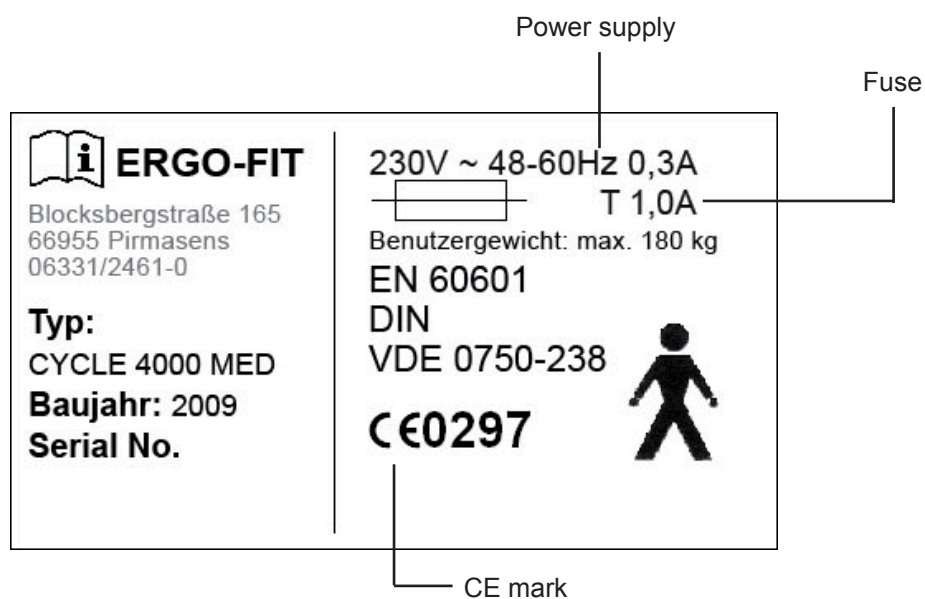 Power supply
Fuse
i ERGO-FIT
Blocksbergstraße 165
66955 Pirmasens
06331/2461-0
Typ:
CYCLE 4000 MED
Baujahr: 2009
Serial No.
230V ~ 48-60Hz 0,3A
T 1,0A
Benutzergewicht: max. 180 kg
EN 60601
DIN
VDE 0750-238
CE0297
CE mark